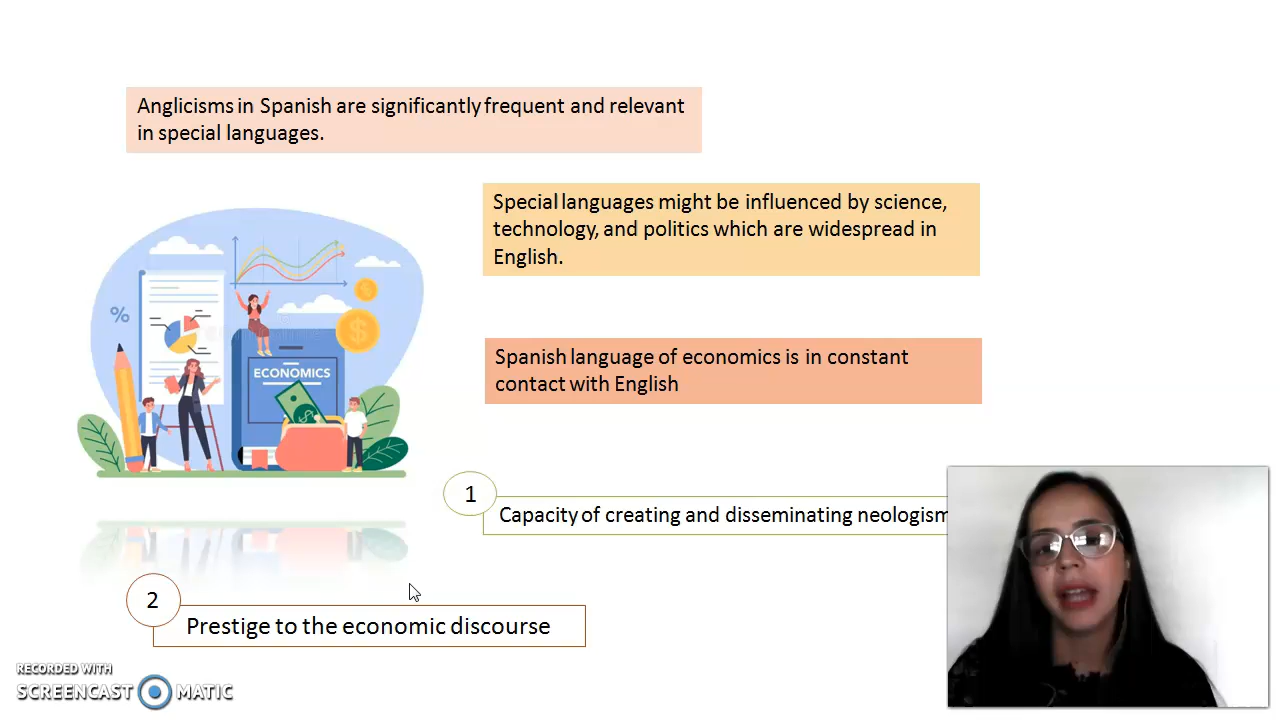 Anglicisms in Spanish are significantly frequent and relevant
in special languages.
Special languages might be influenced by science,
technology, and politics which are widespread in
English.
%
$
ECONOMICS
$
Spanish language of economics is in constant
contact with English
1
Capacity of creating and disseminating neologism
2
Prestige to the economic discourse
RECORDED WITH
SCREENCAST MATIC